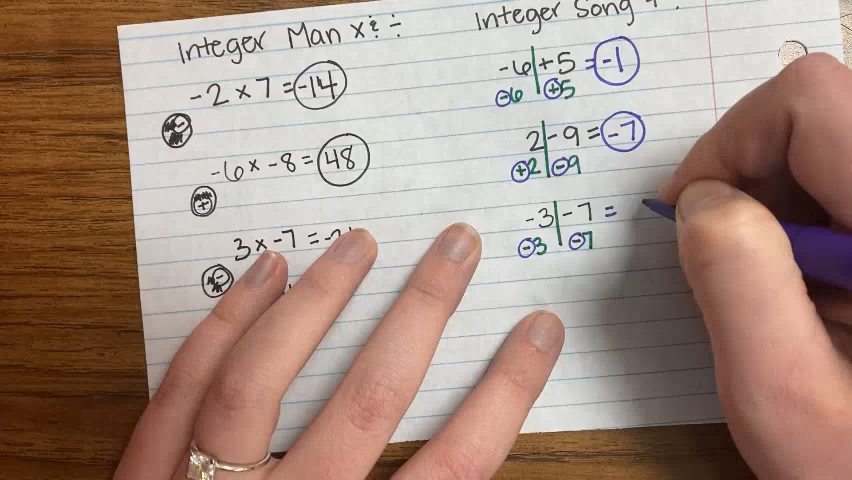 Integer Man x & ÷
-2 x 7 = -14
-6 x -8 = 48
3 x -7 =
Integer Song
-6 + 5 = -1
-6 +5
2 - 9 = -7
+2 -9
-3 - 7 =
-3 -7